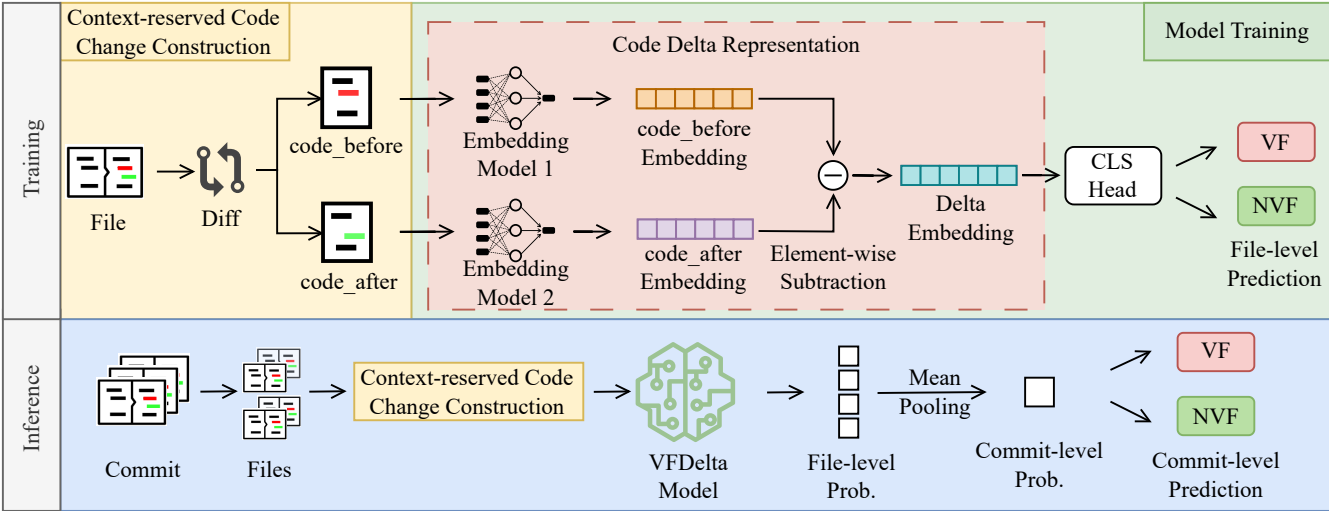 Training
Context-reserved Code
Change Construction
File
Diff
code_before
code_after
Code Delta Representation
Embedding
Model 1
Embedding
Model 2
code_before
Embedding
code_after
Embedding
Element-wise
Subtraction
Delta
Embedding
Model Training
CLS
Head
VF
NVF
File-level
Prediction
Inference
Commit
Files
Context-reserved Code
Change Construction
VFDelta
Model
File-level
Prob.
Mean
Pooling
Commit-level
Prob.
VF
NVF
Commit-level
Prediction